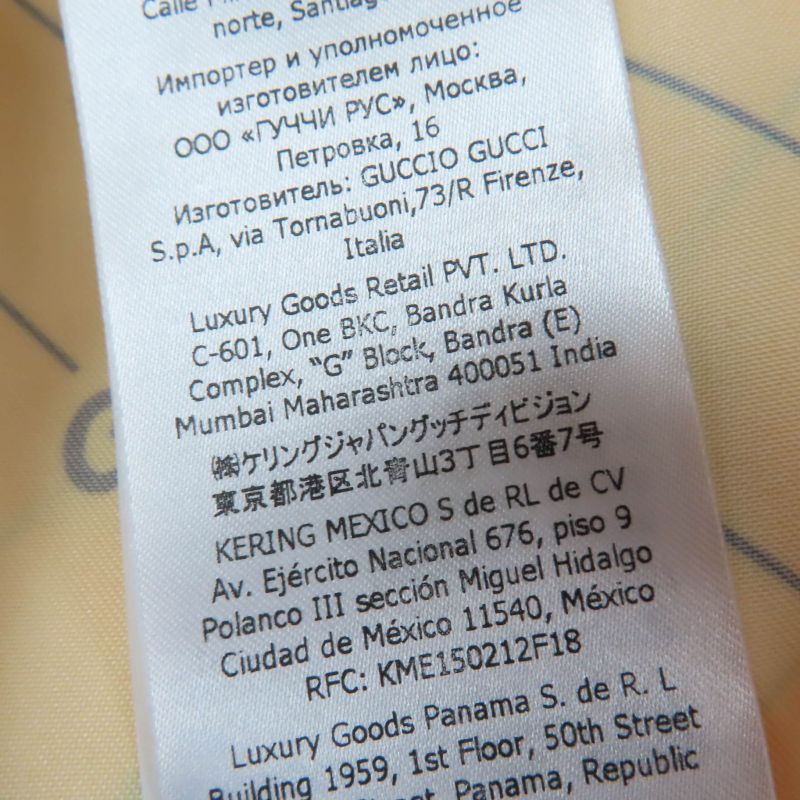 Calle
norte, Santiago
Импортер и уполномоченное
изготовителем лицо:
ООО «ГУЧЧИ РУС», Москва,
Петровка, 16
Изготовитель: GUCCIO GUCCI
S.p.A, via Tornabuoni,73/R Firenze,
Italia
Luxury Goods Retail PVT. LTD.
C-601, One BKC, Bandra Kurla
Complex, “G” Block, Bandra (E)
Mumbai Maharashtra 400051 India
㈱ケリングジャパングッチディビジョン
東京都港区北青山3丁目6番7号
KERING MEXICO S de RL de CV
Av. Ejército Nacional 676, piso 9
Polanco III sección Miguel Hidalgo
Ciudad de México 11540, México
RFC: KME150212F18
Luxury Goods Panama S. de R. L
Building 1959, 1st Floor, 50th Street
Panama, Republic
G